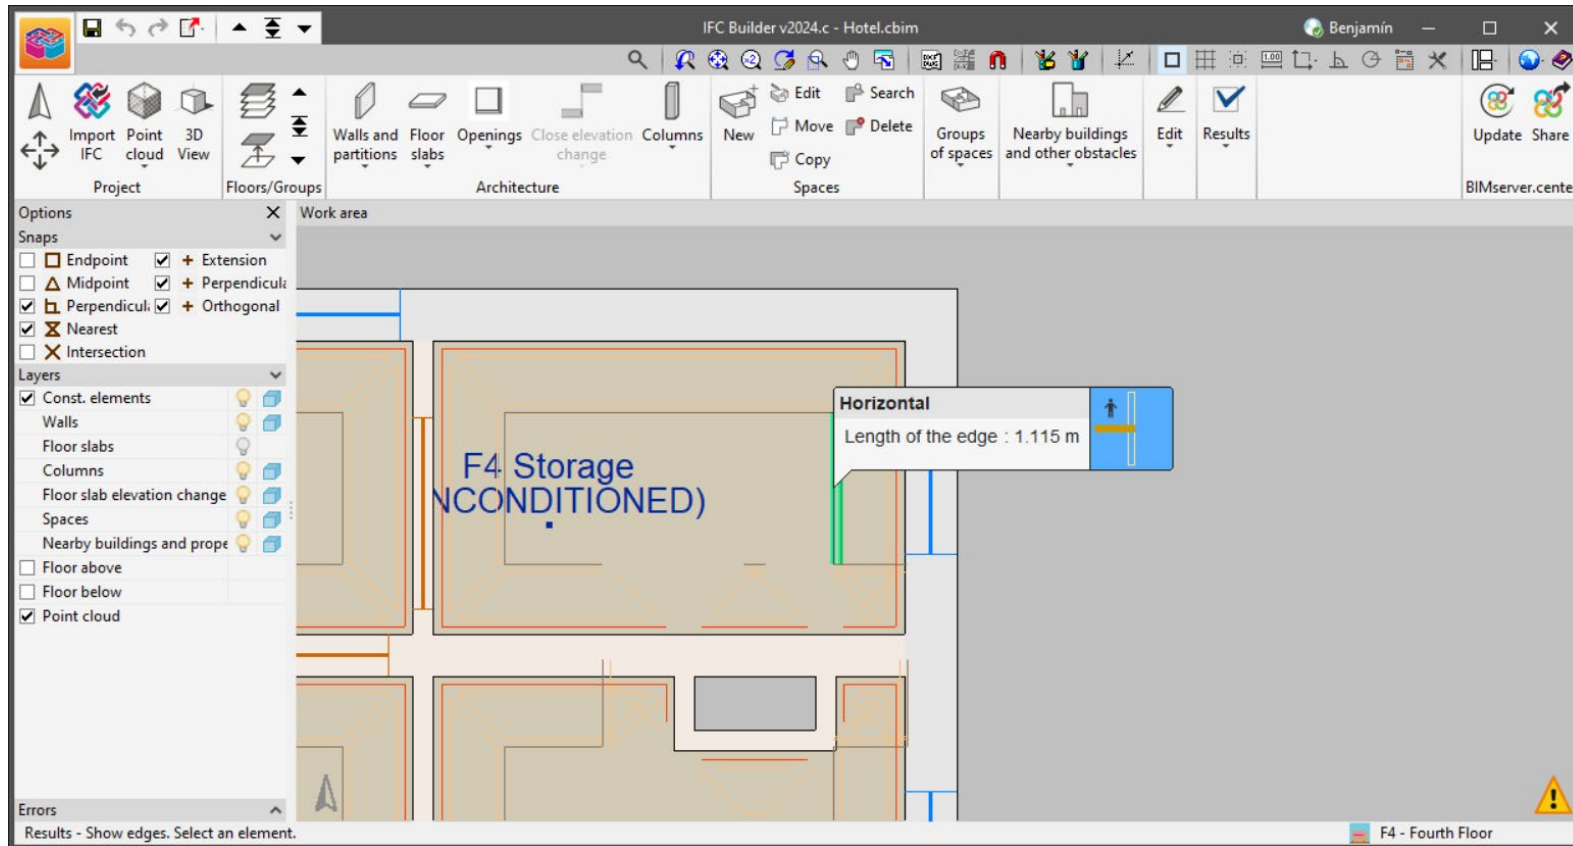 IFC Builder v2024.c - Hotel.cbim
Benjamín
Import IFC
Point cloud
3D View
Project
Floors/Groups
Walls and partitions
Floor slabs
Openings
Close elevation change
Columns
Architecture
New
Edit
Search
Move
Delete
Copy
Spaces
Groups of spaces
Nearby buildings and other obstacles
Edit
Results
Update
Share
BIMserver.cente
Options
Work area
Snaps
Endpoint
Extension
Midpoint
Perpendicula
Perpendicul
Orthogonal
Nearest
Intersection
Layers
Const. elements
Walls
Floor slabs
Columns
Floor slab elevation change
Spaces
Nearby buildings and prope
Floor above
Floor below
Point cloud
F4 Storage
NCONDITIONED)
Horizontal
Length of the edge : 1.115 m
Errors
Results - Show edges. Select an element.
F4 - Fourth Floor